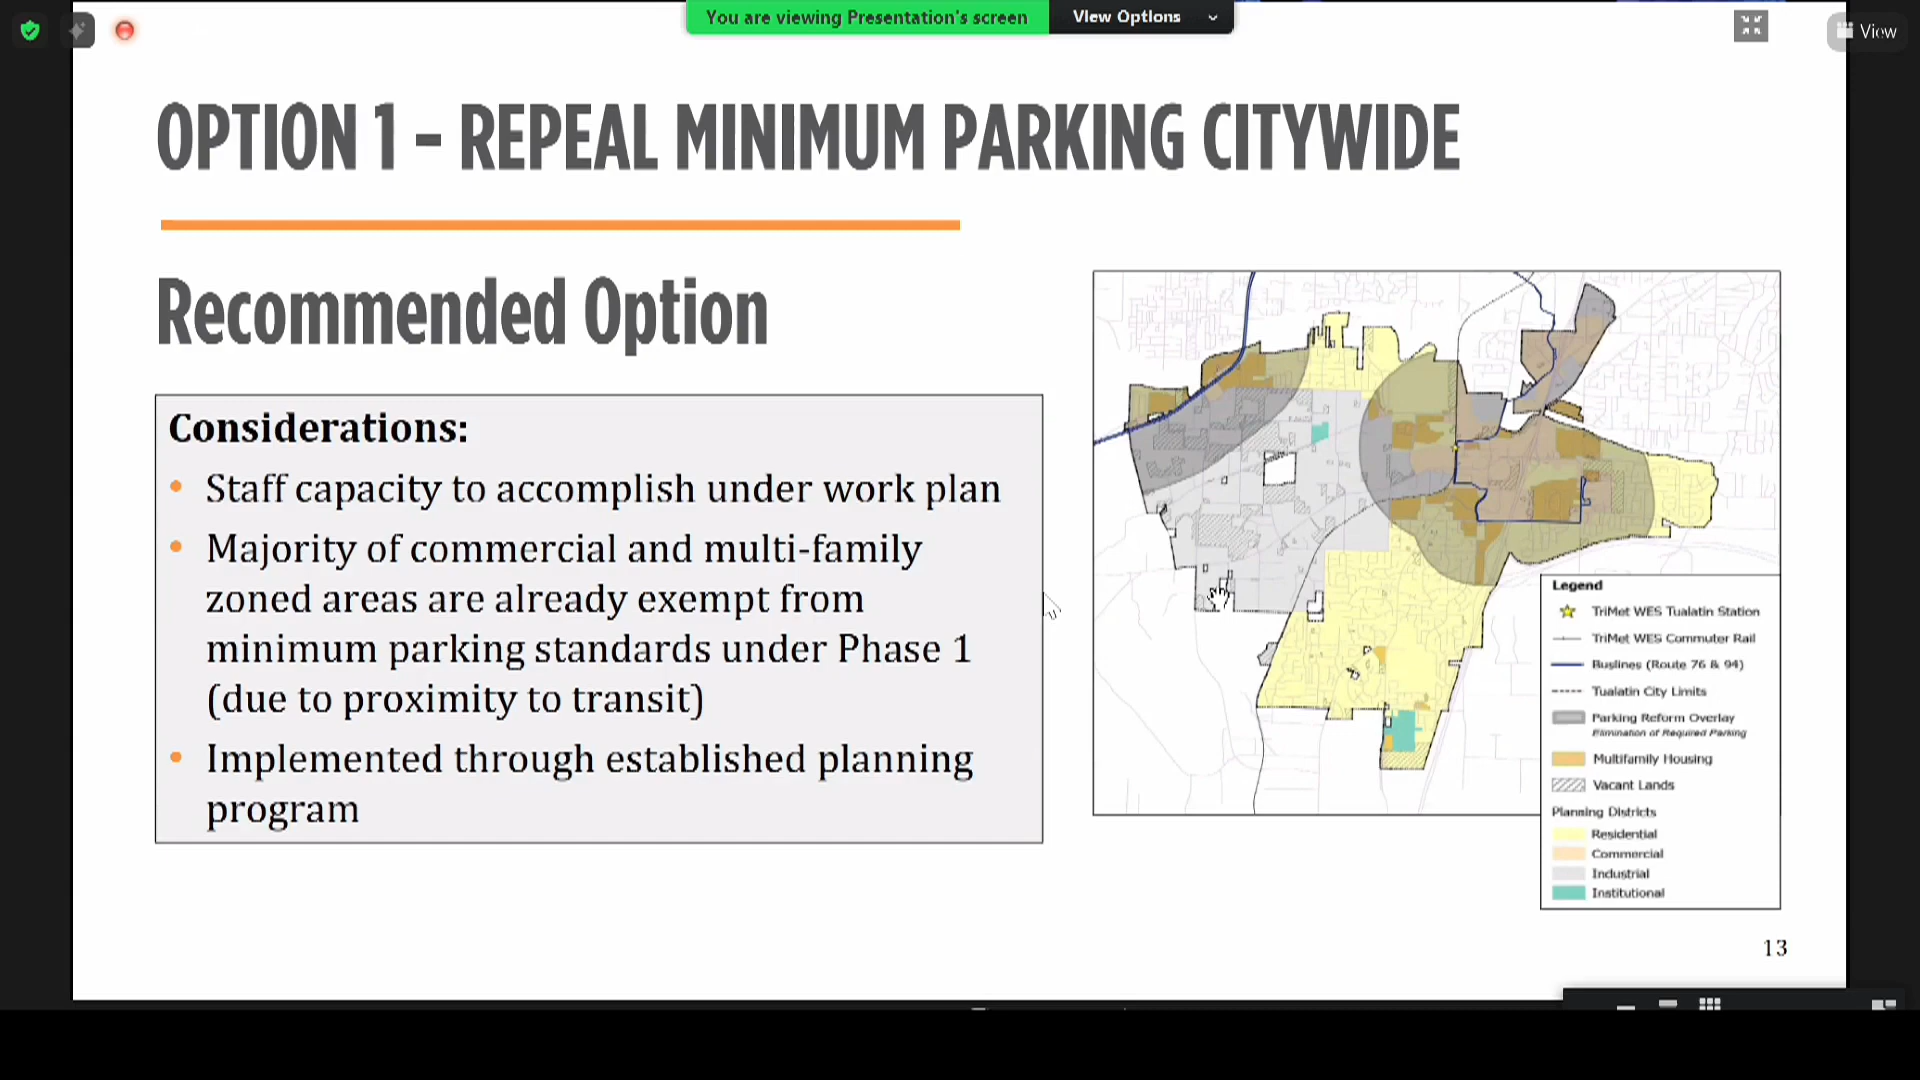 You are viewing Presentation's screen
View Options
View
OPTION 1 – REPEAL MINIMUM PARKING CITYWIDE
Recommended Option
Considerations:
• Staff capacity to accomplish under work plan
• Majority of commercial and multi-family
zoned areas are already exempt from
minimum parking standards under Phase 1
(due to proximity to transit)
• Implemented through established planning
program
Legend
TriMet WES Tualatin Station
TriMet WES Commuter Rail
Buslines (Route 76 & 94)
Tualatin City Limits
Parking Reform Overlay
Elimination of Required Parking
Multifamily Housing
Vacant Lands
Planning Districts
Residential
Commercial
Industrial
Institutional
13